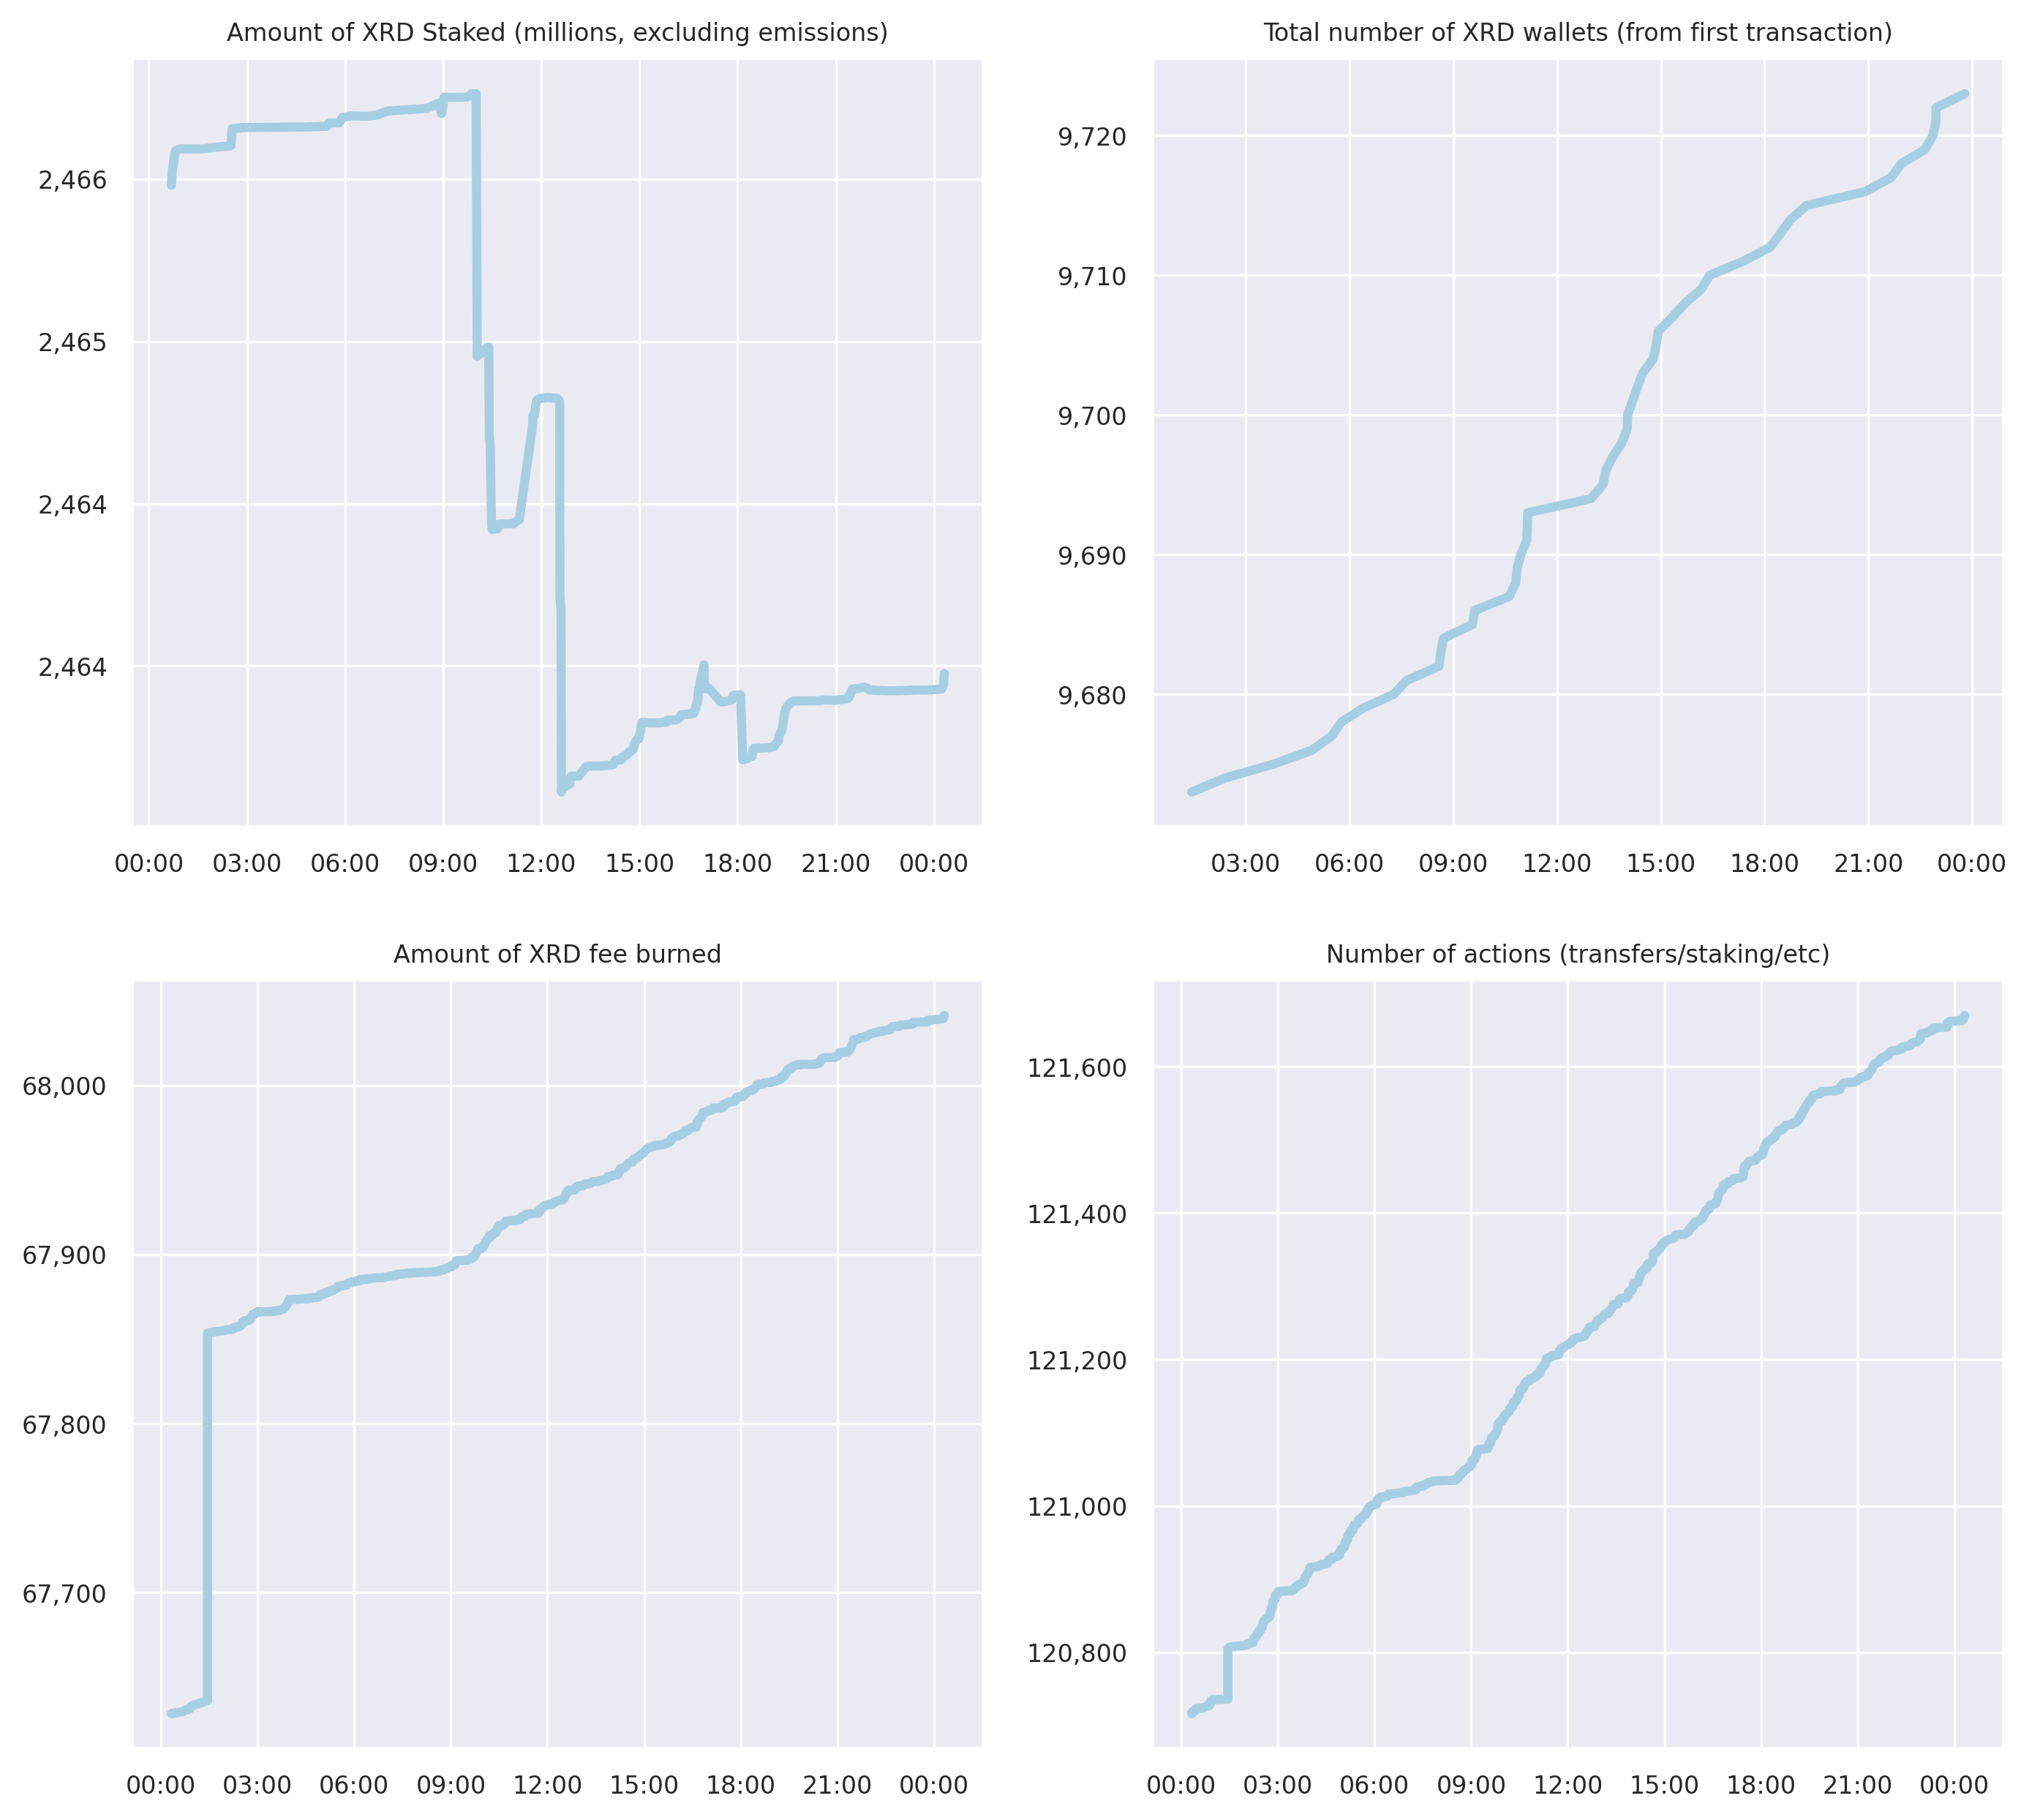 Amount of XRD Staked (millions, excluding emissions)
2,466
2,465
2,464
2,464
00:00 03:00 06:00 09:00 12:00 15:00 18:00 21:00 00:00
Total number of XRD wallets (from first transaction)
9,720
9,710
9,700
9,690
9,680
03:00 06:00 09:00 12:00 15:00 18:00 21:00 00:00
Amount of XRD fee burned
68,000
67,900
67,800
67,700
00:00 03:00 06:00 09:00 12:00 15:00 18:00 21:00 00:00
Number of actions (transfers/staking/etc)
121,600
121,400
121,200
121,000
120,800
00:00 03:00 06:00 09:00 12:00 15:00 18:00 21:00 00:00